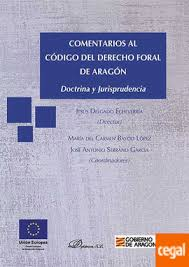 COMENTARIOS AL
CÓDIGO DEL DERECHO FORAL
DE ARAGÓN
Doctrina y Jurisprudencia
JESÚS DELGADO ECHEVERRÍA
(Director)
MARÍA DEL CARMEN BAYOD LÓPEZ
JOSÉ ANTONIO SERRANO GARCÍA
(Coordinadores)
Unión Europea
Dykinson, S.L.
GOBIERNO
DE ARAGON
cegal